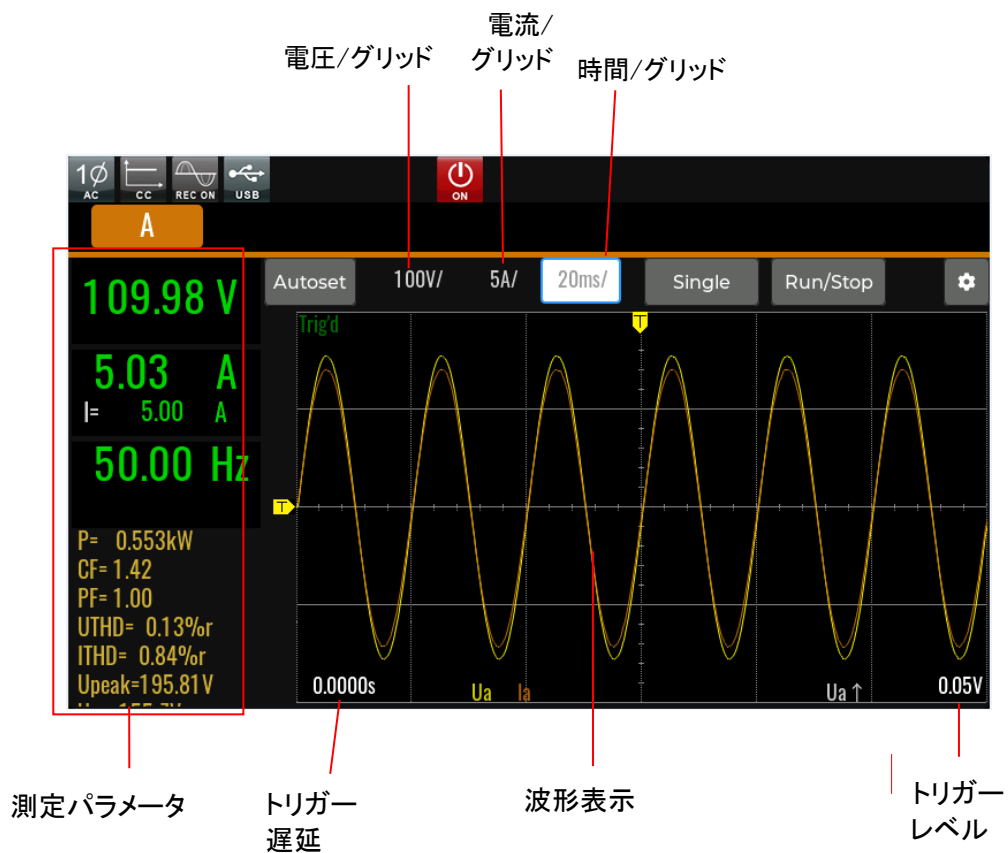 電流/
電圧/グリッド
グリッド
時間/グリッド
1Ø
AC
CC
REC ON
USB
ON
A
109.98 V
Autoset
100V/
5A/
20ms/
Single
Run/Stop
Trig'd
T
5.03 A
I= 5.00 A
50.00 Hz
T
P= 0.553kW
CF= 1.42
PF= 1.00
UTHD= 0.13%r
ITHD= 0.84%r
Upeak=195.81V
0.0000s
Ua
Ia
Ua↑
0.05V
測定パラメータ
トリガー
遅延
波形表示
トリガー
レベル